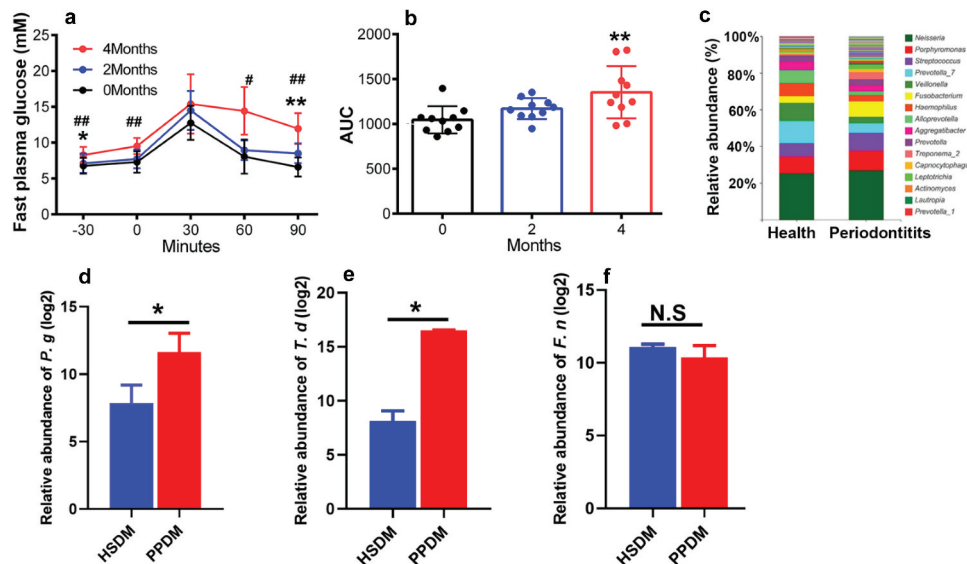 a
Fast plasma glucose (mM)
25
20
15
10
5
0
4Months
2Months
0Months
##
*
##
#
##
**
-30
0
30
60
90
Minutes
b
AUC
2000
1500
1000
500
0
**
0
2
4
Months
c
Relative abundance (%)
100%
80%
60%
40%
20%
Health
Periodontitits
Neisseria
Porphyromonas
Streptococcus
Prevotella_7
Veillonella
Fusobacterium
Haemophilus
Alloprevotella
Aggregatibacter
Prevotella
Treponema_2
Capnocytophaga
Leptotrichia
Actinomyces
Lautropia
Prevotella_1
d
Relative abundance of P. g (log2)
15
10
5
0
*
HSDM
PPDM
e
Relative abundance of T. d (log2)
20
15
10
5
0
*
HSDM
PPDM
f
Relative abundance of F. n (log2)
15
10
5
0
N.S
HSDM
PPDM